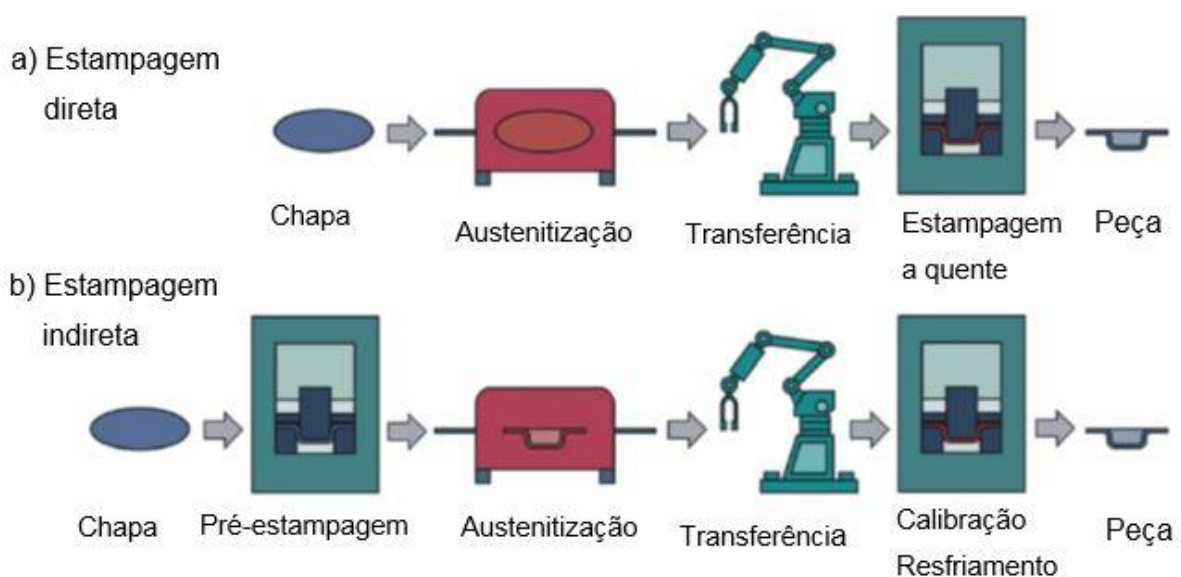 a) Estampagem
direta
Chapa
Austenitização
Transferência
Estampagem
a quente
Peça
b) Estampagem
indireta
Chapa
Pré-estampagem
Austenitização
Transferência
Calibração
Resfriamento
Peça